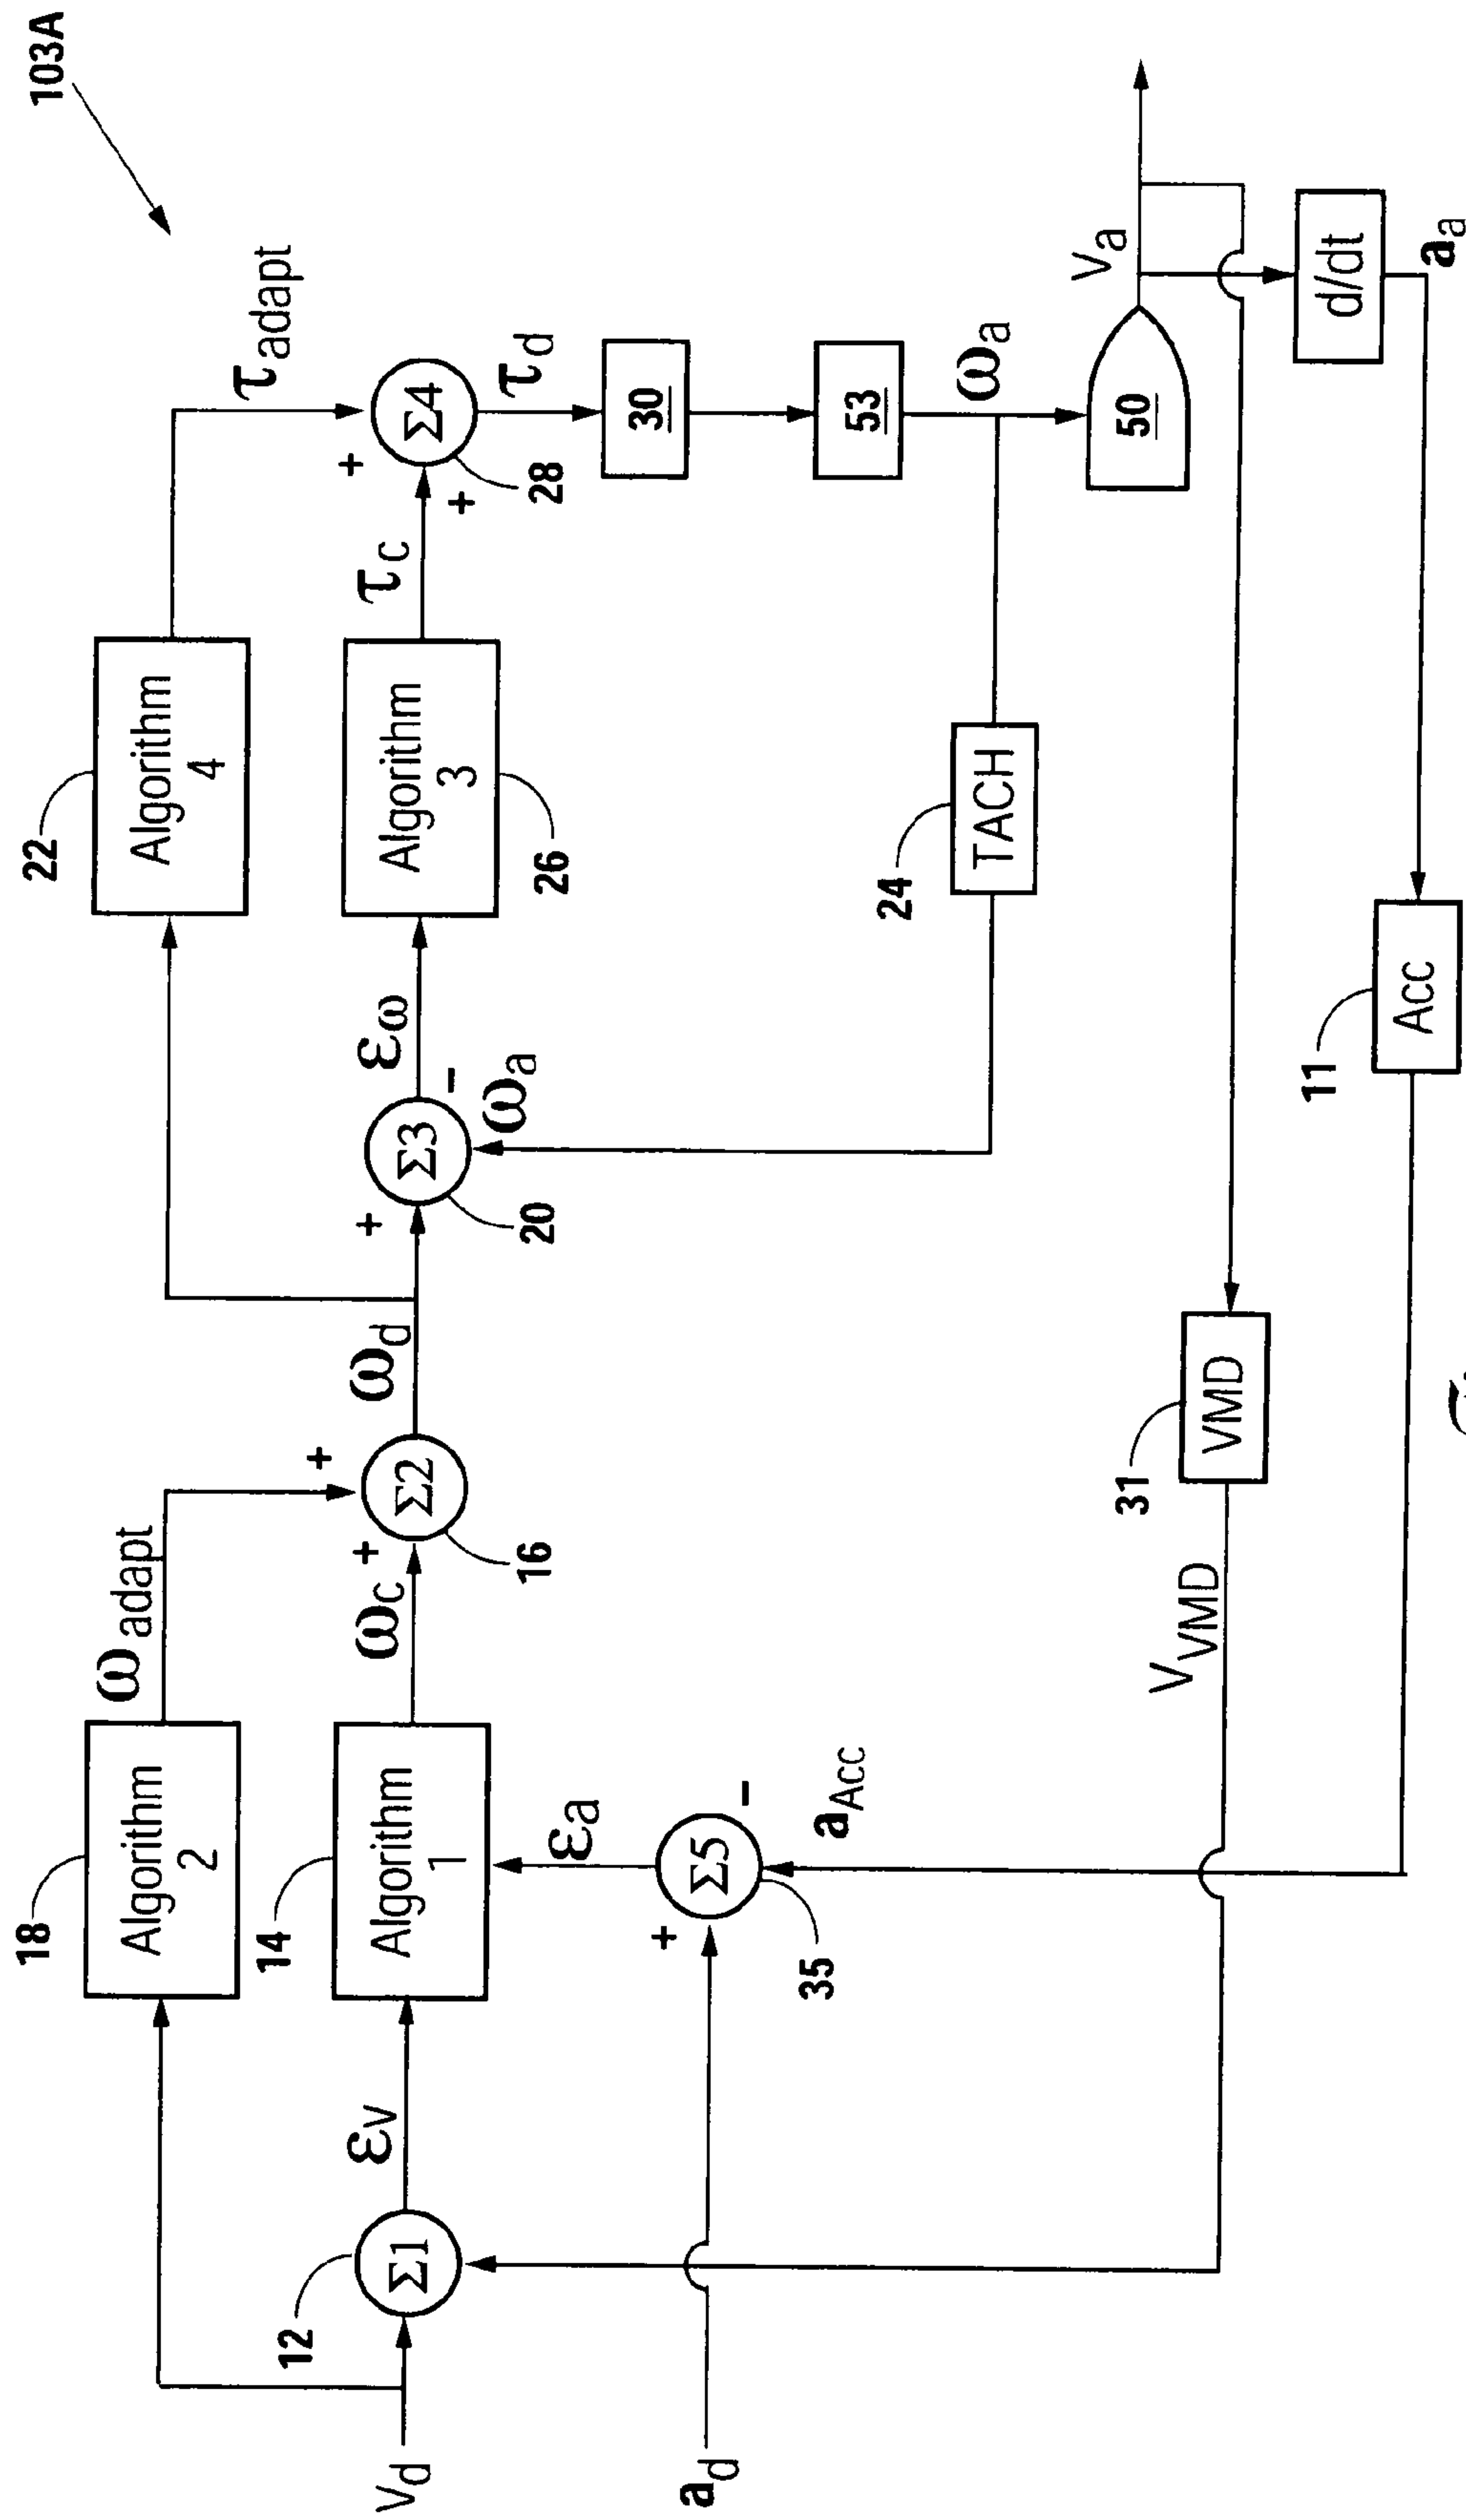 103A
22
Algorithm
4
τadapt
18
Algorithm
2
ωadapt
+
+
Σ4
+
28
τd
30
53
ωa
50
Va
d/dt
aa
14
Algorithm
1
ωc
+
Σ2
16
ωd
+
Σ3
20
-
ωa
εω
Algorithm
3
26
τc
24
TACH
Vd
12
Σ1
εv
εa
ad
+
Σ5
-
35
aAcc
VVMD
31
VMD
11
Acc